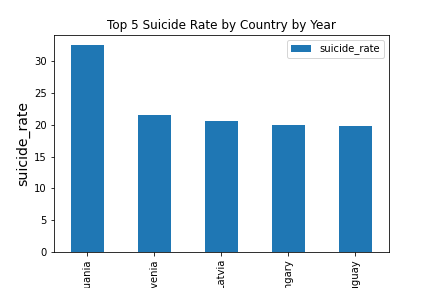 Top 5 Suicide Rate by Country by Year
suicide_rate
suicide_rate
30
25
20
15
10
5
0
uania
venia
atvia
ngary
guay